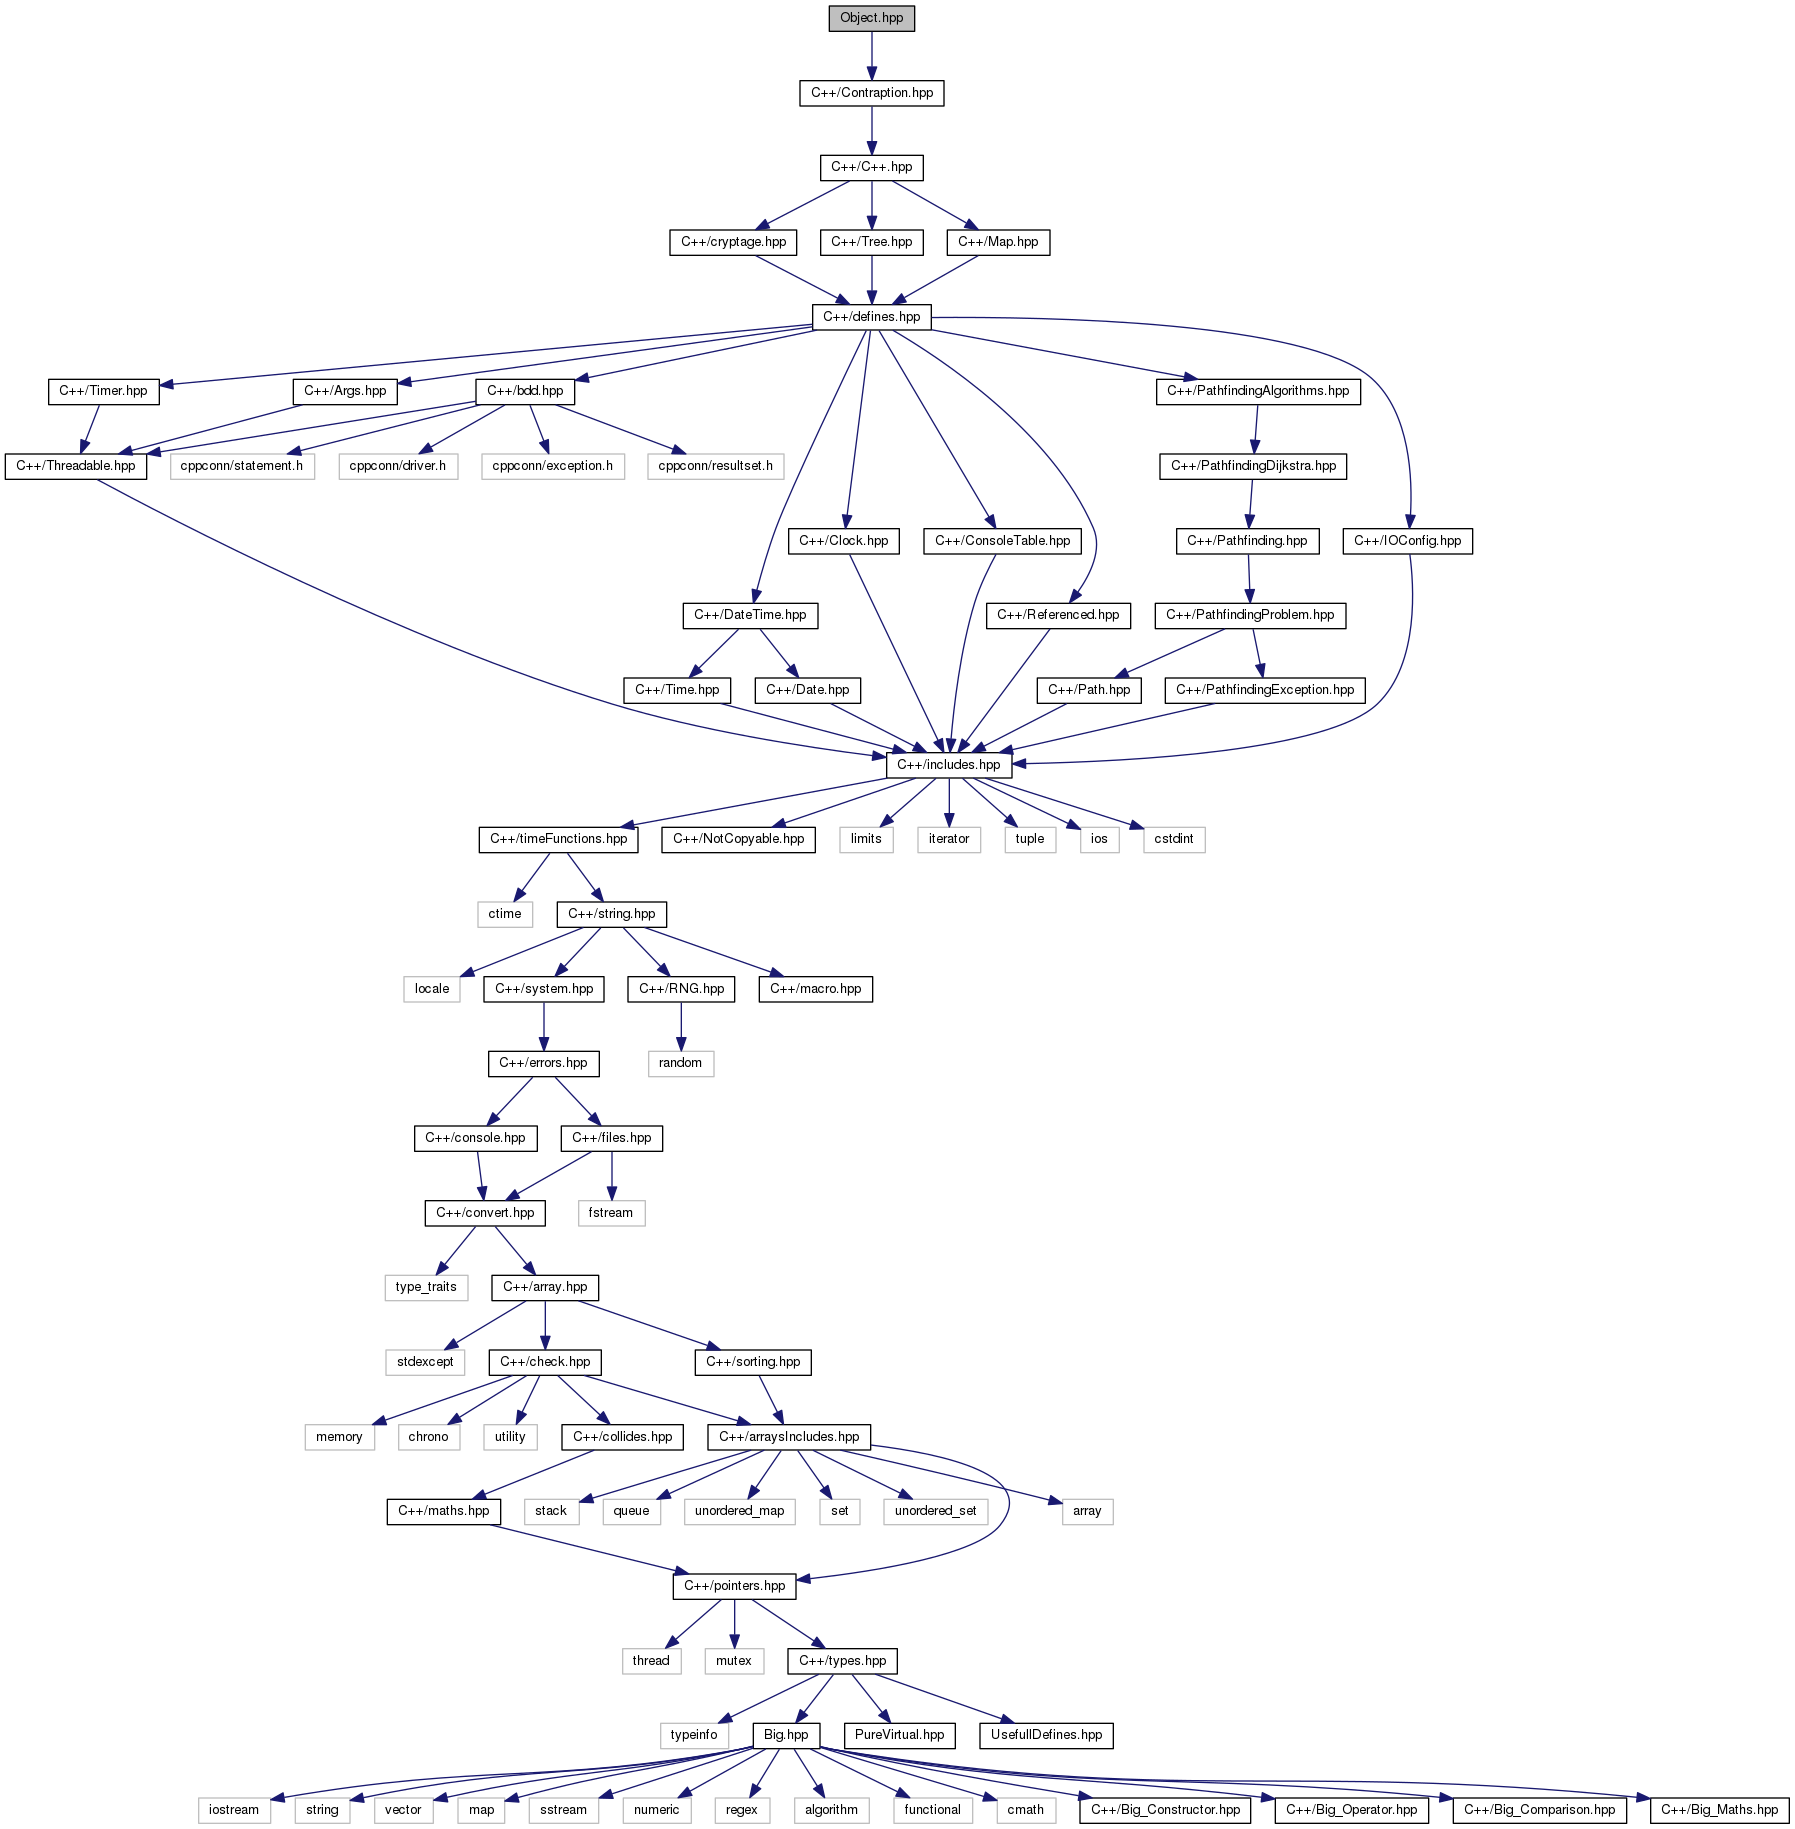 Object.hpp
C++/Contraption.hpp
C++/C++.hpp
C++/cryptage.hpp
C++/Tree.hpp
C++/Map.hpp
C++/defines.hpp
C++/Timer.hpp
C++/Args.hpp
C++/bdd.hpp
C++/PathfindingAlgorithms.hpp
C++/Threadable.hpp
cppconn/statement.h
cppconn/driver.h
cppconn/exception.h
cppconn/resultset.h
C++/PathfindingDijkstra.hpp
C++/Clock.hpp
C++/ConsoleTable.hpp
C++/Pathfinding.hpp
C++/IOConfig.hpp
C++/DateTime.hpp
C++/Referenced.hpp
C++/PathfindingProblem.hpp
C++/Time.hpp
C++/Date.hpp
C++/Path.hpp
C++/PathfindingException.hpp
C++/includes.hpp
C++/timeFunctions.hpp
C++/NotCopyable.hpp
limits
iterator
tuple
ios
cstdint
ctime
C++/string.hpp
locale
C++/system.hpp
C++/RNG.hpp
C++/macro.hpp
C++/errors.hpp
random
C++/console.hpp
C++/files.hpp
C++/convert.hpp
fstream
type_traits
C++/array.hpp
stdexcept
C++/check.hpp
C++/sorting.hpp
memory
chrono
utility
C++/collides.hpp
C++/arraysIncludes.hpp
C++/maths.hpp
stack
queue
unordered_map
set
unordered_set
array
C++/pointers.hpp
thread
mutex
C++/types.hpp
typeinfo
Big.hpp
PureVirtual.hpp
UsefullDefines.hpp
iostream
string
vector
map
sstream
numeric
regex
algorithm
functional
cmath
C++/Big_Constructor.hpp
C++/Big_Operator.hpp
C++/Big_Comparison.hpp
C++/Big_Maths.hpp